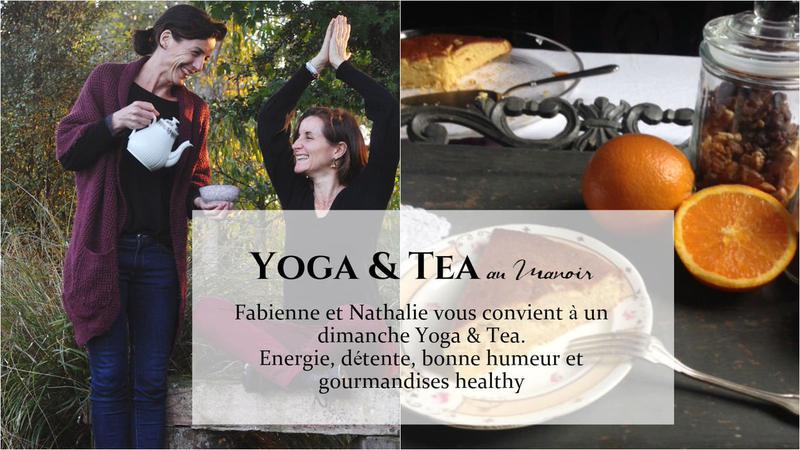 YOGA & TEA au Manoir
Fabienne et Nathalie vous convient à un
dimanche Yoga & Tea.
Energie, détente, bonne humeur et
gourmandises healthy